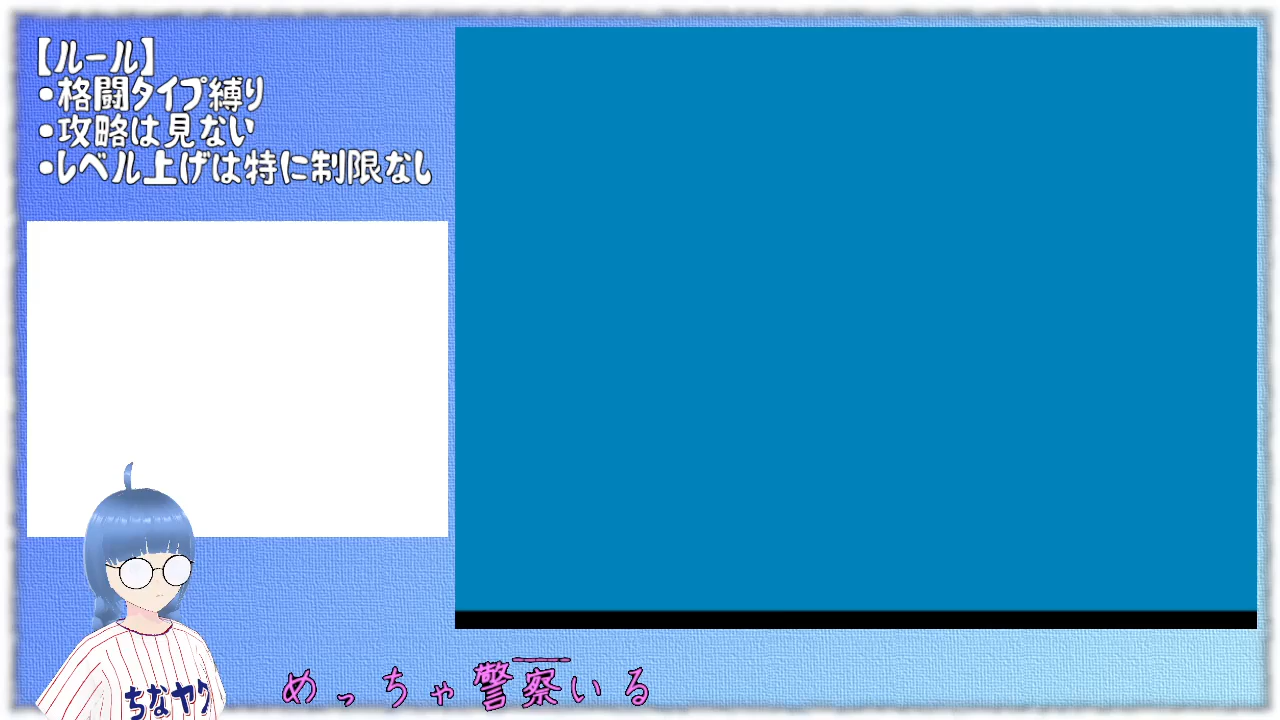 【ルール】
・格闘タイプ縛り
・攻略は見ない
・レベル上げは特に制限なし
ちなヤク
めっちゃ警察いる